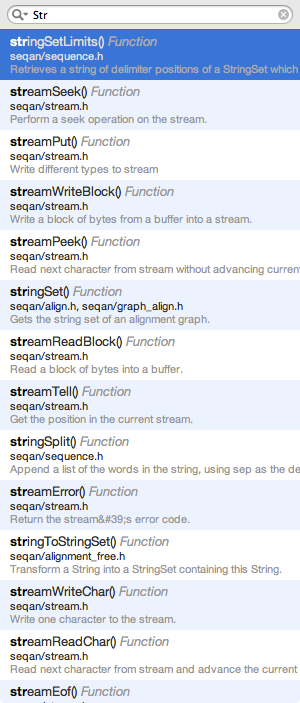 Str
stringSetLimits() Function
seqan/sequence.h
Retrieves a string of delimiter positions of a StringSet which
streamSeek() Function
seqan/stream.h
Perform a seek operation on the stream.
streamPut() Function
seqan/stream.h
Write different types to stream
streamWriteBlock() Function
seqan/stream.h
Write a block of bytes from a buffer into a stream.
streamPeek() Function
seqan/stream.h
Read next character from stream without advancing current
stringSet() Function
seqan/align.h, seqan/graph_align.h
Gets the string set of an alignment graph.
streamReadBlock() Function
seqan/stream.h
Read a block of bytes into a buffer.
streamTell() Function
seqan/stream.h
Get the position in the current stream.
stringSplit() Function
seqan/sequence.h
Append a list of the words in the string, using sep as the de
streamError() Function
seqan/stream.h
Return the stream&#39;s error code.
stringToStringSet() Function
seqan/alignment_free.h
Transform a String into a StringSet containing this String.
streamWriteChar() Function
seqan/stream.h
Write one character to the stream.
streamReadChar() Function
seqan/stream.h
Read next character from stream and advance the current
streamEof() Function